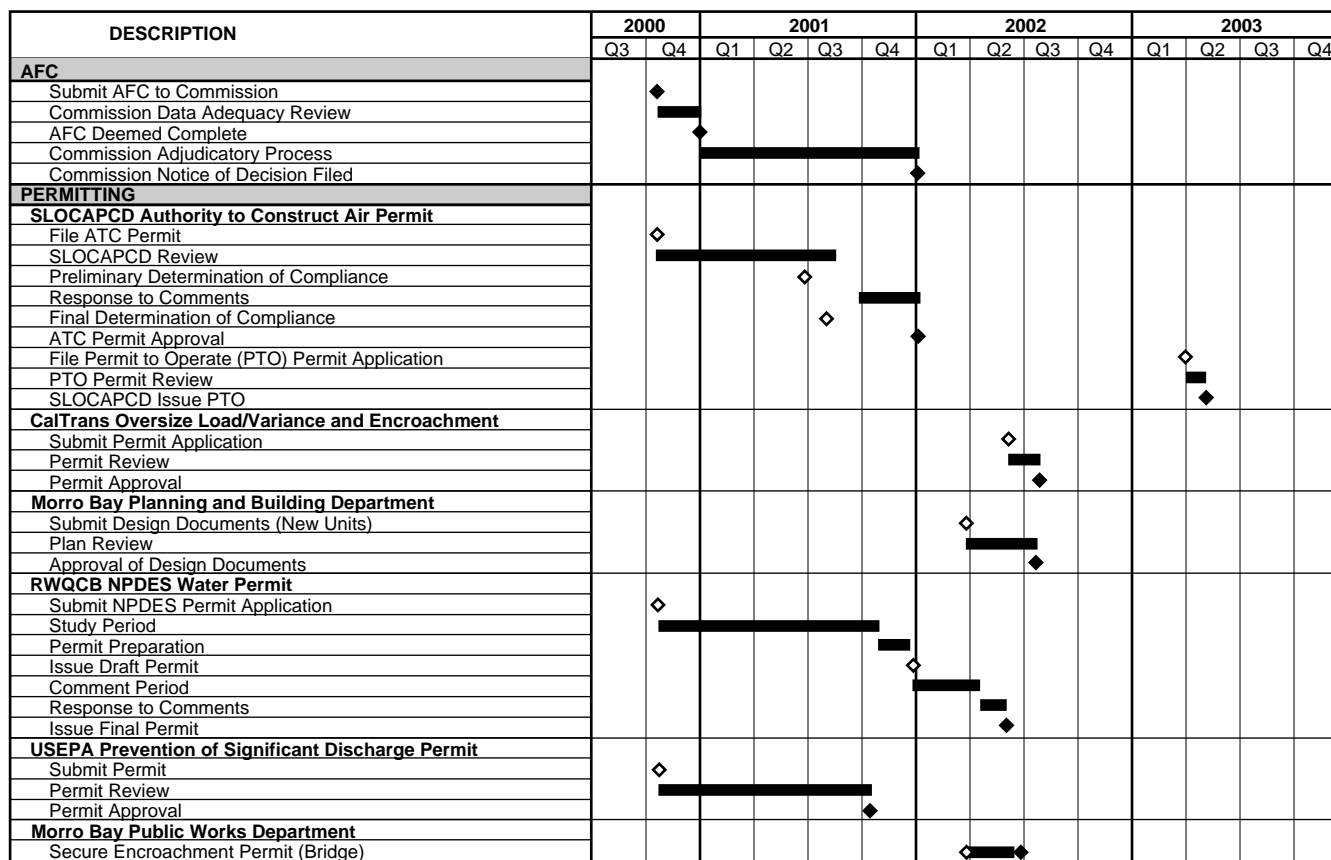 DESCRIPTION 2000 2001 2002 2003
Q3 Q4 Q1 Q2 Q3 Q4 Q1 Q2 Q3 Q4 Q1 Q2 Q3 Q4
AFC
Submit AFC to Commission
Commission Data Adequacy Review
AFC Deemed Complete
Commission Adjudicatory Process
Commission Notice of Decision Filed
PERMITTING
SLOCAPCD Authority to Construct Air Permit
File ATC Permit
SLOCAPCD Review
Preliminary Determination of Compliance
Response to Comments
Final Determination of Compliance
ATC Permit Approval
File Permit to Operate (PTO) Permit Application
PTO Permit Review
SLOCAPCD Issue PTO
CalTrans Oversize Load/Variance and Encroachment
Submit Permit Application
Permit Review
Permit Approval
Morro Bay Planning and Building Department
Submit Design Documents (New Units)
Plan Review
Approval of Design Documents
RWQCB NPDES Water Permit
Submit NPDES Permit Application
Study Period
Permit Preparation
Issue Draft Permit
Comment Period
Response to Comments
Issue Final Permit
USEPA Prevention of Significant Discharge Permit
Submit Permit
Permit Review
Permit Approval
Morro Bay Public Works Department
Secure Encroachment Permit (Bridge)